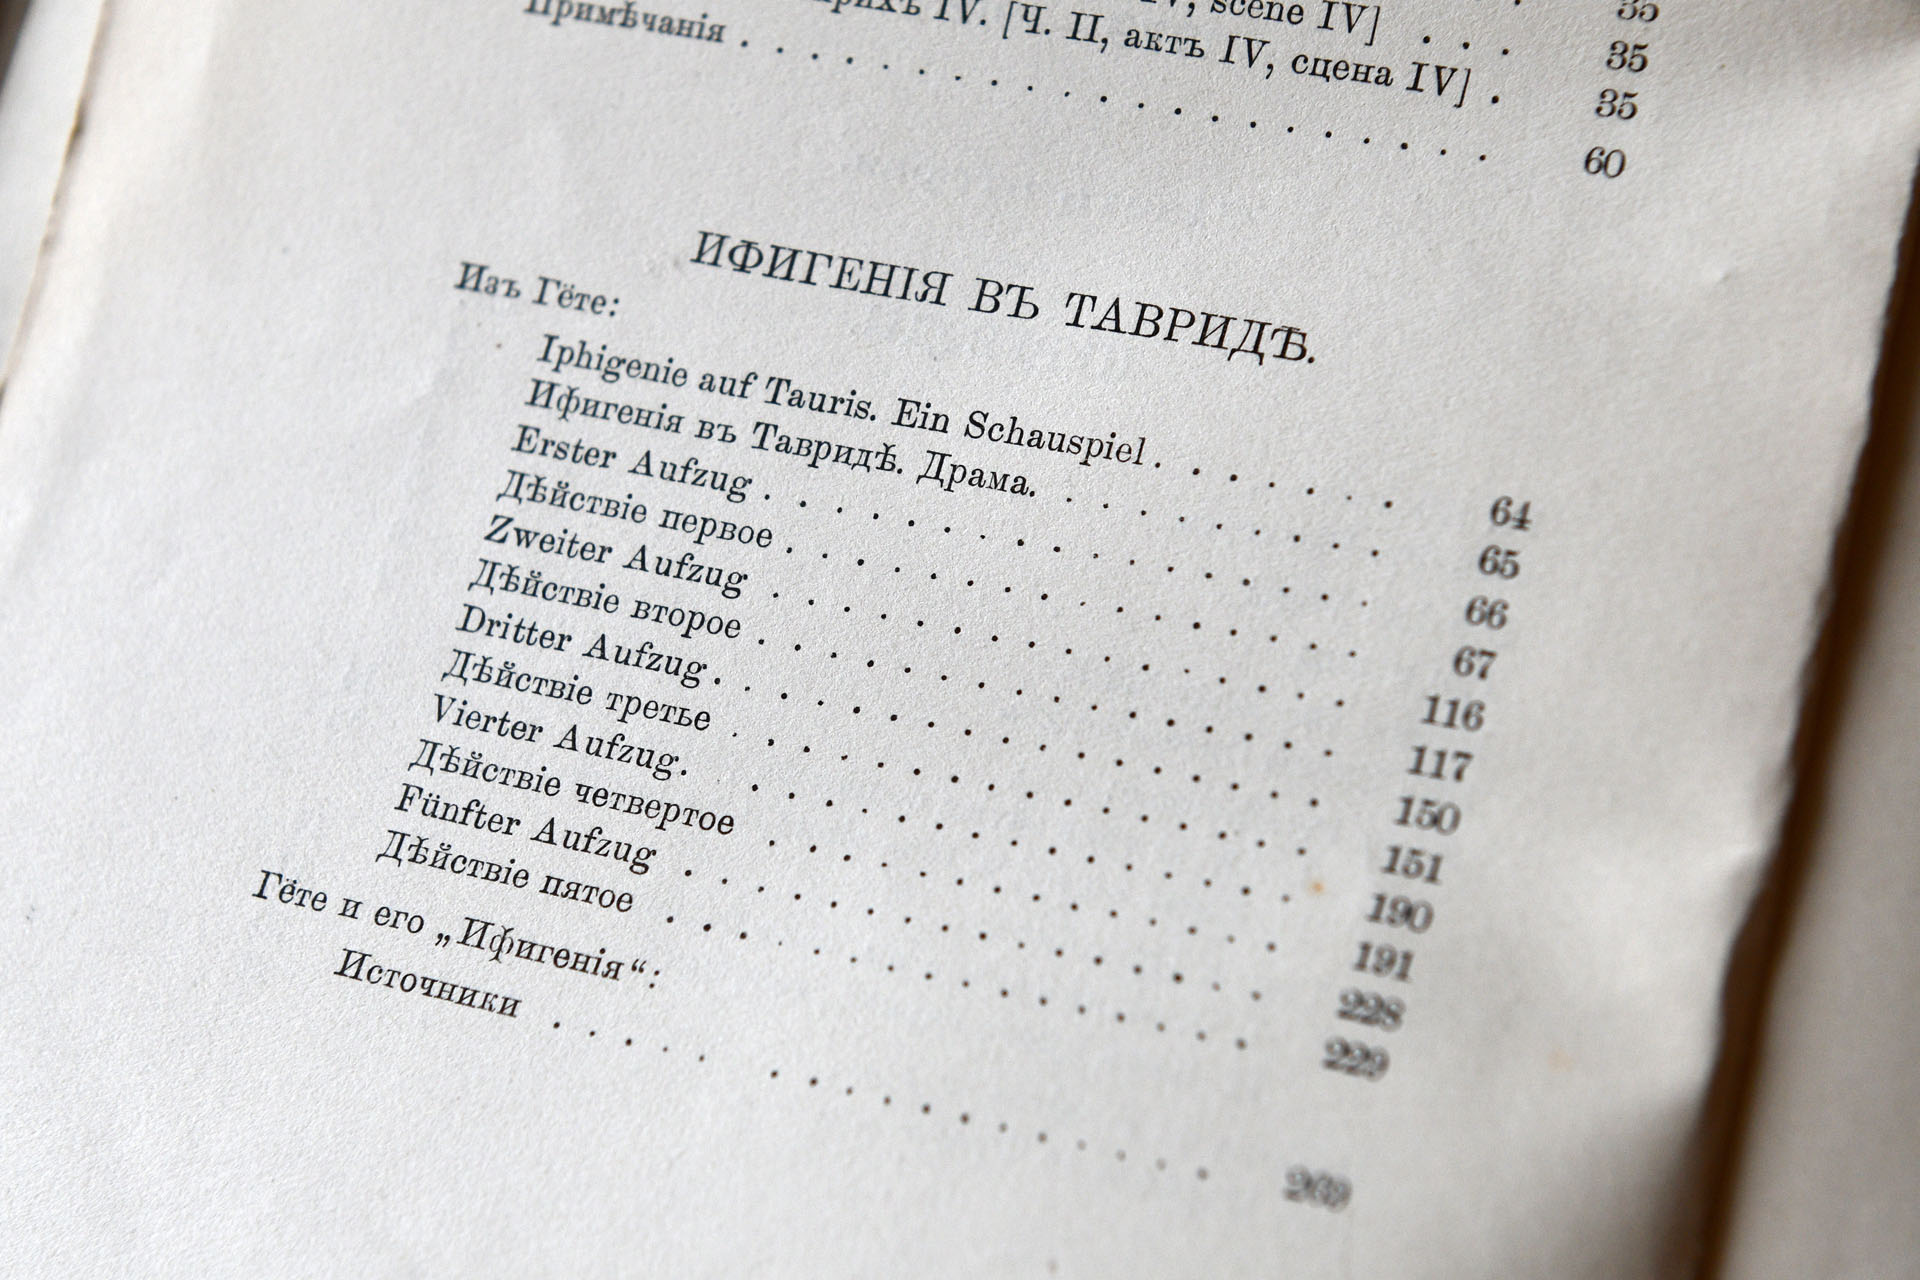 IV, scene IV] . . . 35
IV. [Ч. II, актъ IV, сцена IV] . 35
Примѣчанія . . . . . . . . . . . . . . . . . . . . . 60
ИФИГЕНІЯ ВЪ ТАВРИДѢ.
Изъ Гёте:
Iphigenie auf Tauris. Ein Schauspiel . . . . . . . 64
Ифигенія въ Тавридѣ. Драма. . . . . . . . . . 65
Erster Aufzug . . . . . . . . . . . . . . . . . 66
Дѣйствіе первое . . . . . . . . . . . . . . . . 67
Zweiter Aufzug . . . . . . . . . . . . . . . . 116
Дѣйствіе второе . . . . . . . . . . . . . . . . 117
Dritter Aufzug . . . . . . . . . . . . . . . . . 150
Дѣйствіе третье . . . . . . . . . . . . . . . . 151
Vierter Aufzug. . . . . . . . . . . . . . . . . 190
Дѣйствіе четвертое . . . . . . . . . . . . . . 191
Fünfter Aufzug . . . . . . . . . . . . . . . . 228
Дѣйствіе пятое . . . . . . . . . . . . . . . . 229
Гёте и его „Ифигенія“:
Источники . . . . . . . . . . . . . . . . . 269